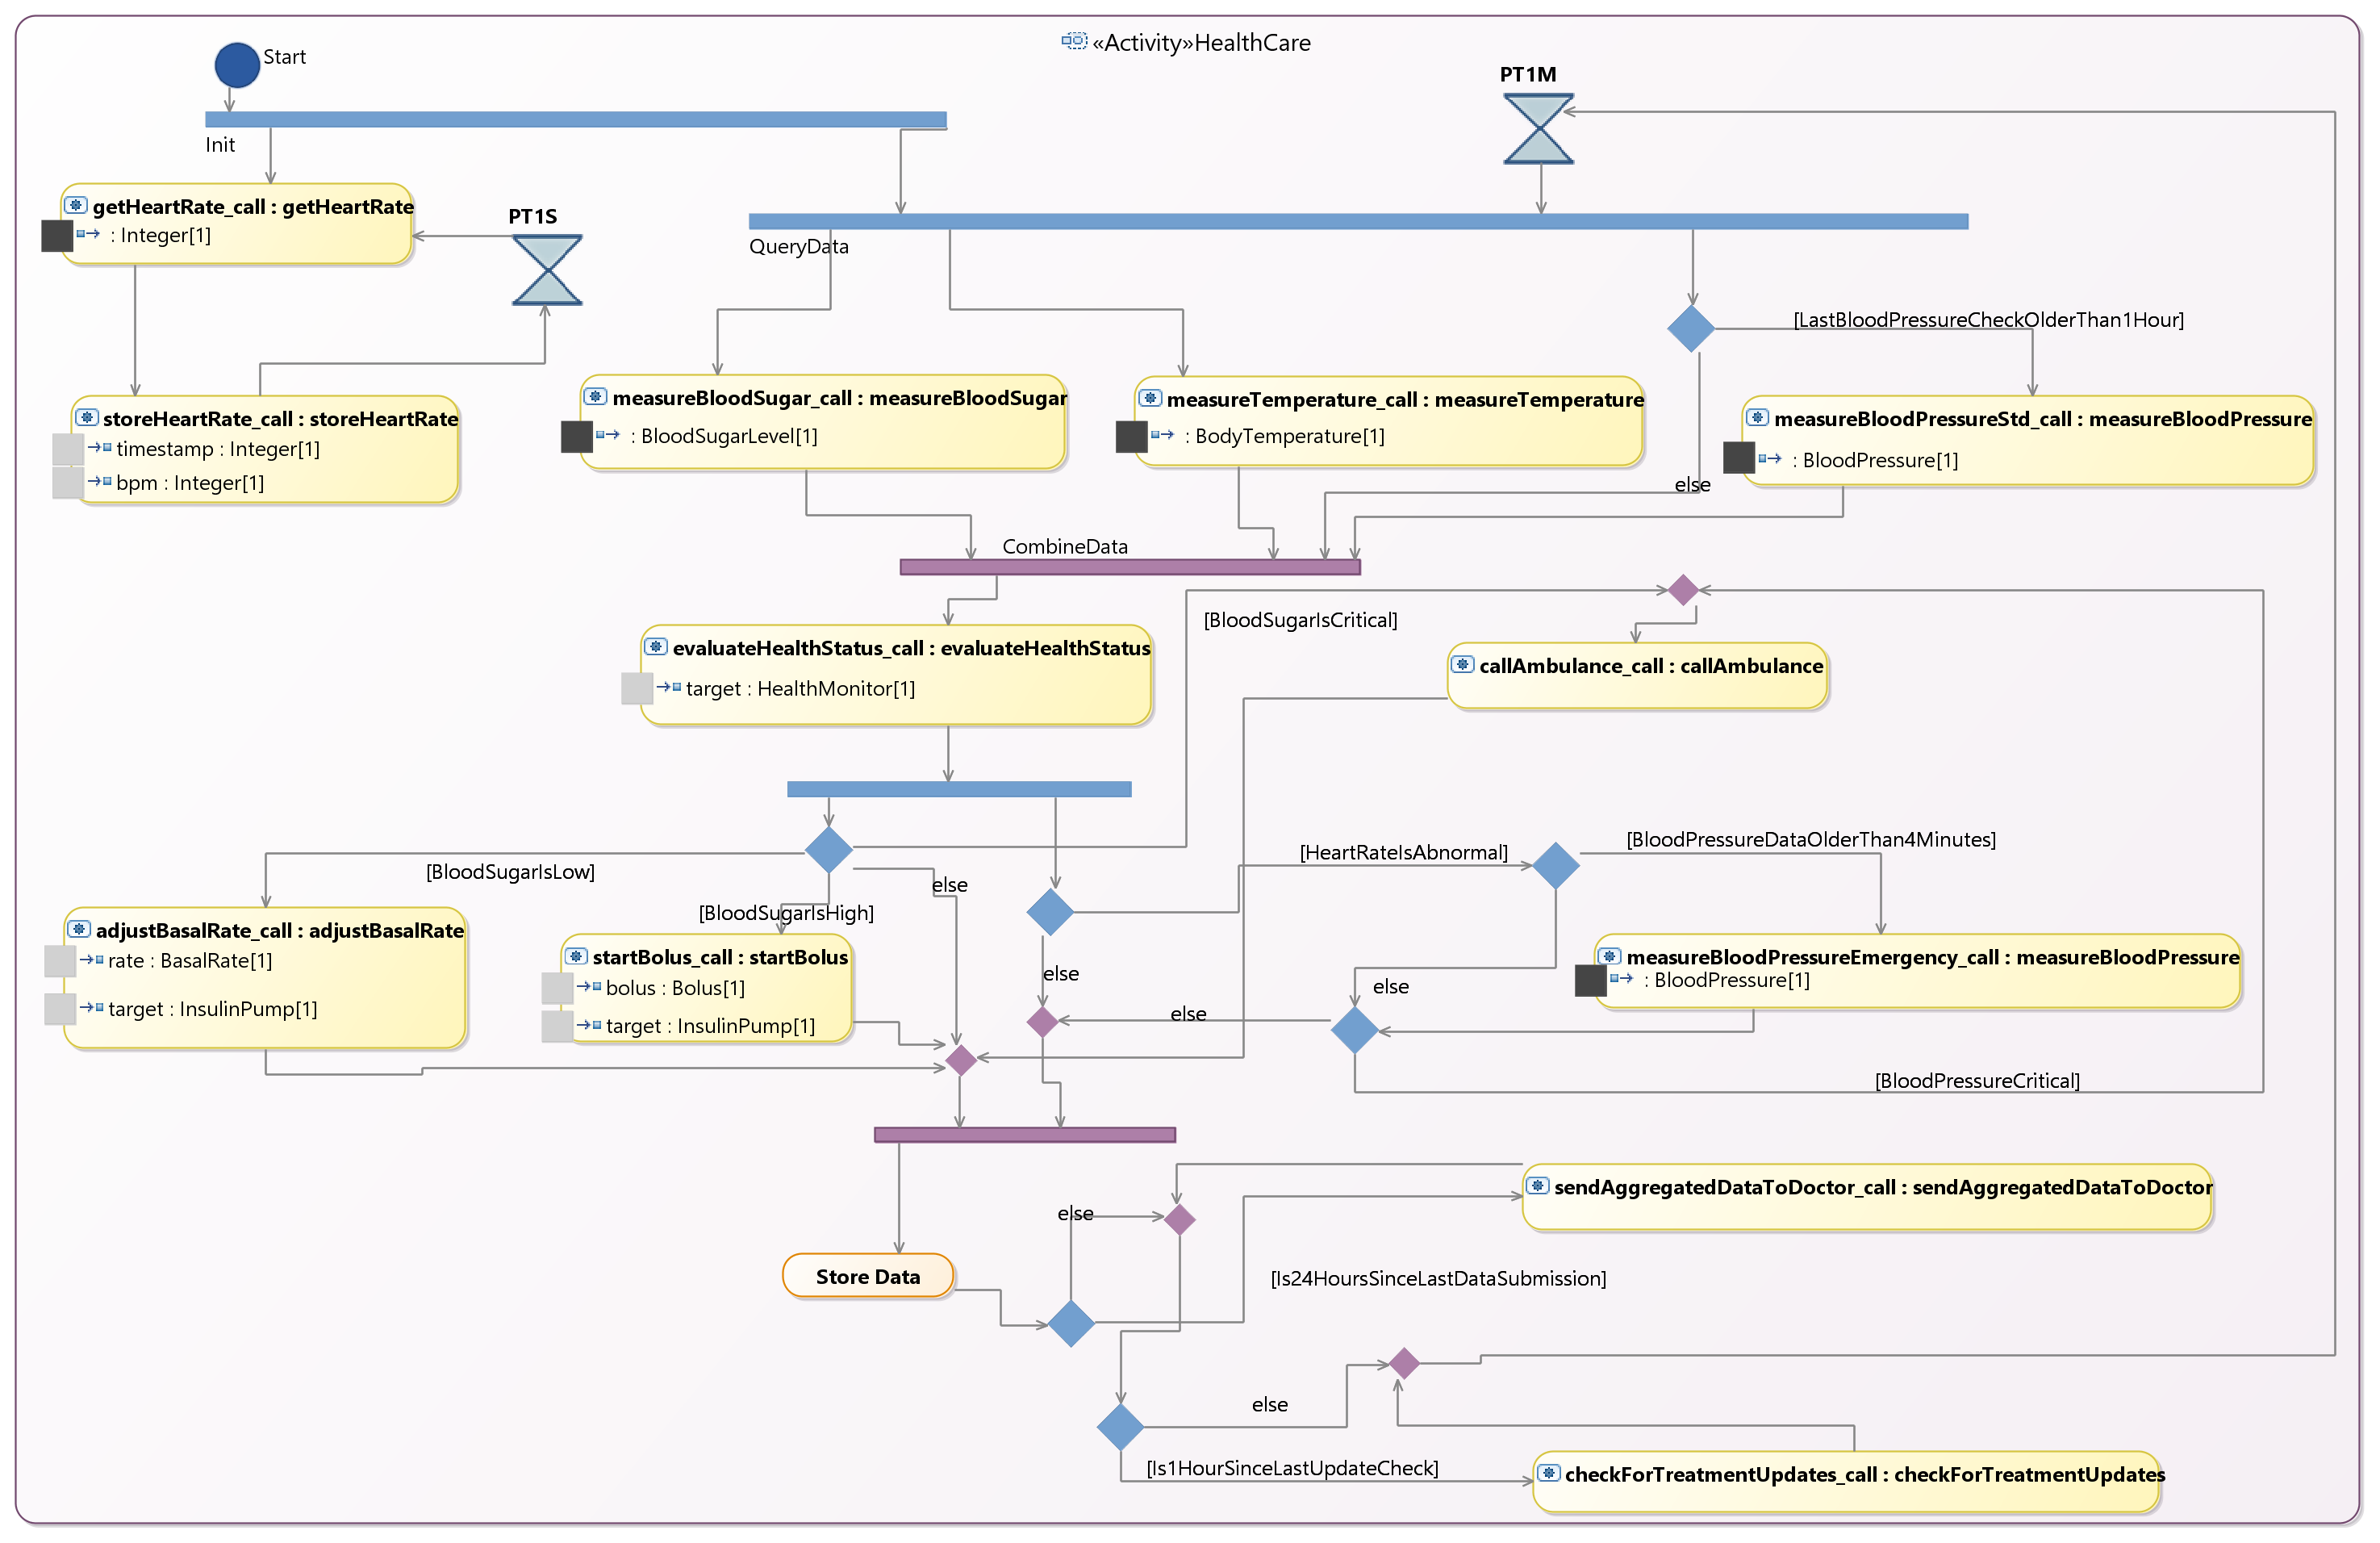 «Activity»HealthCare
Start
PT1M
Init
getHeartRate_call : getHeartRate
: Integer[1]
PT1S
QueryData
[LastBloodPressureCheckOlderThan1Hour]
storeHeartRate_call : storeHeartRate
timestamp : Integer[1]
bpm : Integer[1]
measureBloodSugar_call : measureBloodSugar
: BloodSugarLevel[1]
measureTemperature_call : measureTemperature
: BodyTemperature[1]
measureBloodPressureStd_call : measureBloodPressure
: BloodPressure[1]
else
CombineData
[BloodSugarIsCritical]
evaluateHealthStatus_call : evaluateHealthStatus
target : HealthMonitor[1]
callAmbulance_call : callAmbulance
[BloodSugarIsLow]
else
[BloodSugarIsHigh]
[HeartRateIsAbnormal]
[BloodPressureDataOlderThan4Minutes]
adjustBasalRate_call : adjustBasalRate
rate : BasalRate[1]
target : InsulinPump[1]
startBolus_call : startBolus
bolus : Bolus[1]
target : InsulinPump[1]
else
else
else
measureBloodPressureEmergency_call : measureBloodPressure
: BloodPressure[1]
[BloodPressureCritical]
sendAggregatedDataToDoctor_call : sendAggregatedDataToDoctor
else
Store Data
[Is24HoursSinceLastDataSubmission]
else
[Is1HourSinceLastUpdateCheck]
checkForTreatmentUpdates_call : checkForTreatmentUpdates